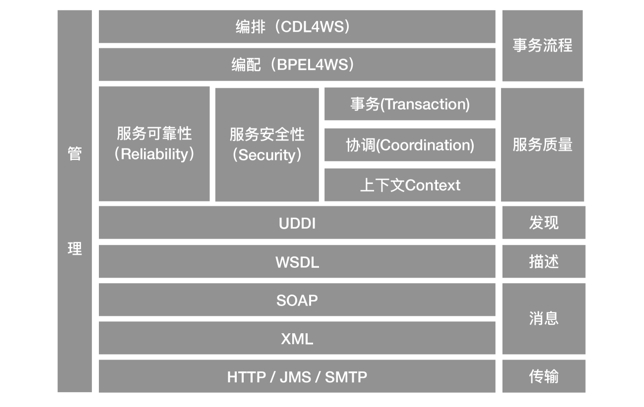 管
理
编排（CDL4WS）
编配（BPEL4WS）
事务流程
服务可靠性
（Reliability）
服务安全性
（Security）
事务(Transaction)
协调(Coordination)
上下文Context
服务质量
UDDI
发现
WSDL
描述
SOAP
XML
消息
HTTP / JMS / SMTP
传输